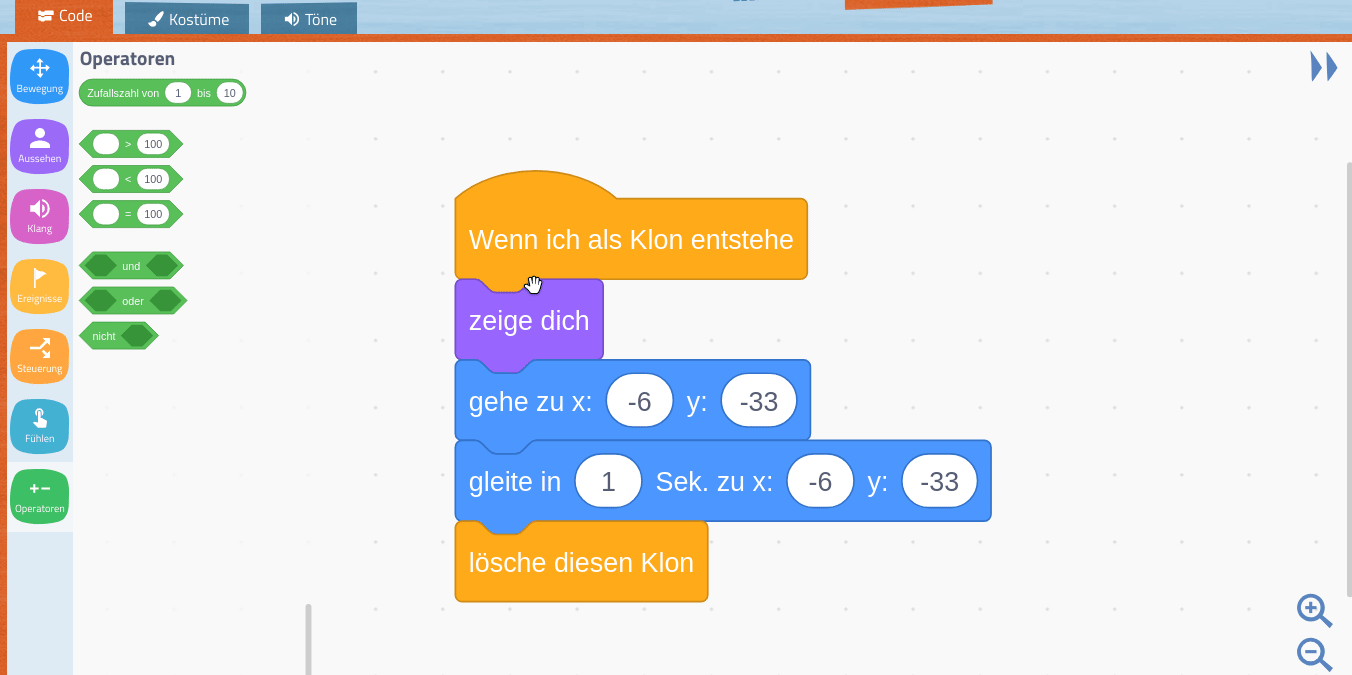 Code
Kostüme
Töne
Bewegung
Aussehen
Klang
Ereignisse
Steuerung
Fühlen
Operatoren
Operatoren
Zufallszahl von 1 bis 10
> 100
< 100
= 100
und
oder
nicht
Wenn ich als Klon entstehe
zeige dich
gehe zu x: -6 y: -33
gleite in 1 Sek. zu x: -6 y: -33
lösche diesen Klon